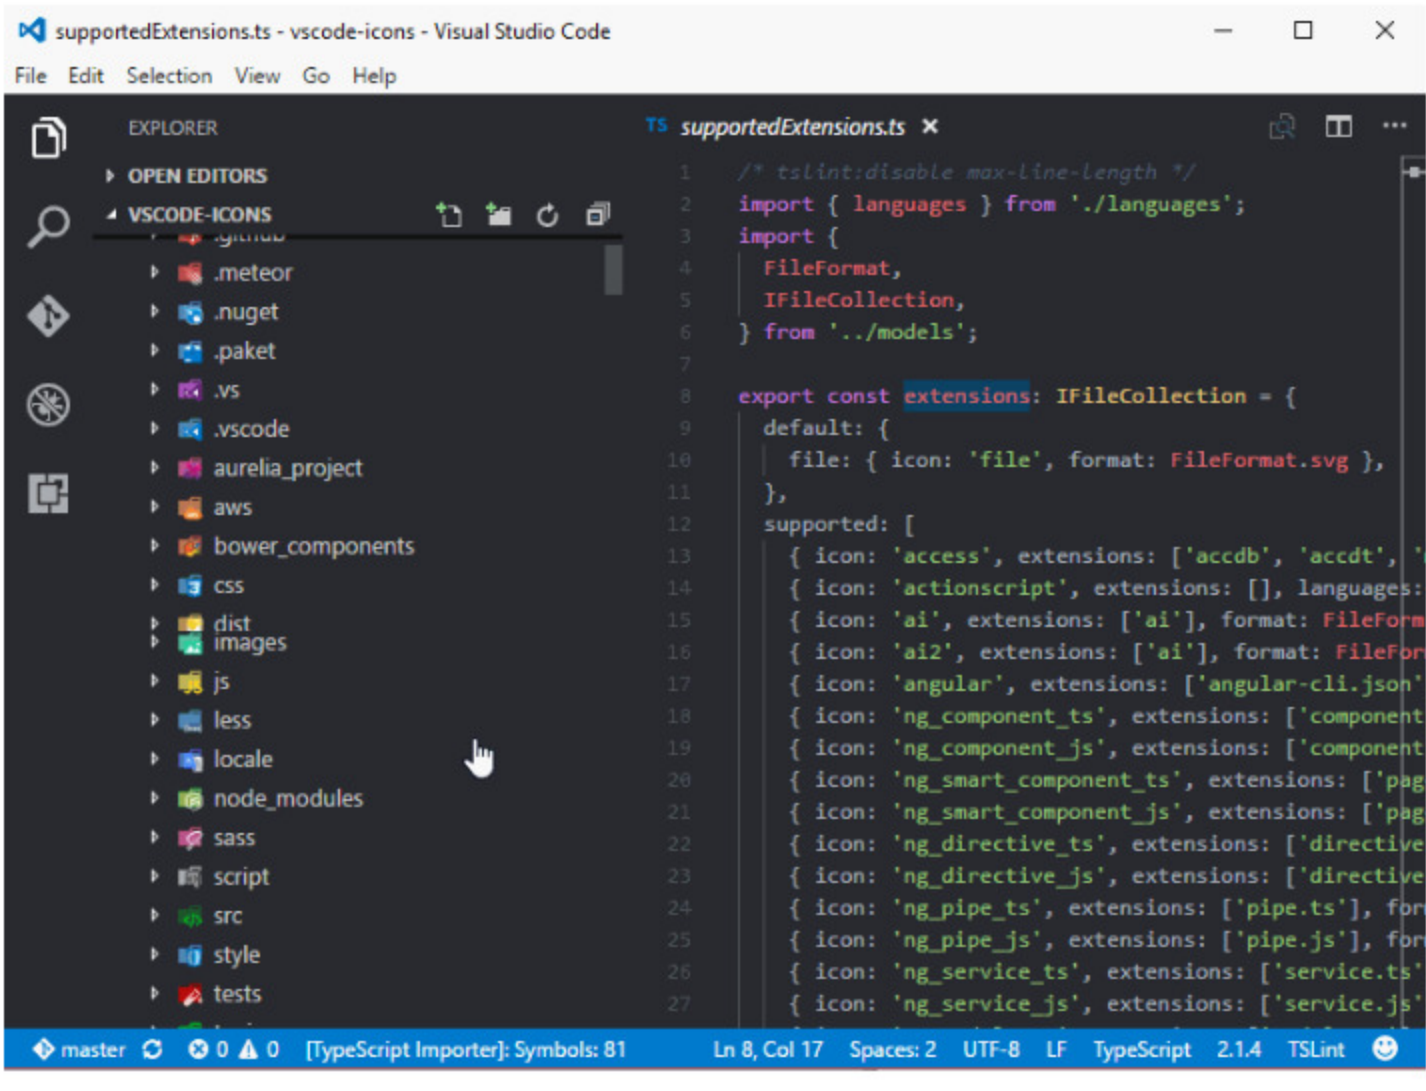 supportedExtensions.ts - vscode-icons - Visual Studio Code
File Edit Selection View Go Help
EXPLORER
OPEN EDITORS
VSCODE-ICONS
.github
.meteor
.nuget
.paket
.vs
.vscode
aurelia_project
aws
bower_components
css
dist
images
js
less
locale
node_modules
sass
script
src
style
tests
TS supportedExtensions.ts
1 /* tslint:disable max-line-length */
2 import { languages } from './languages';
3 import {
4 FileFormat,
5 IFileCollection,
6 } from '../models';
7
8 export const extensions: IFileCollection = {
9 default: {
10 file: { icon: 'file', format: FileFormat.svg },
11 },
12 supported: [
13 { icon: 'access', extensions: ['accdb', 'accdt', '
14 { icon: 'actionscript', extensions: [], languages:
15 { icon: 'ai', extensions: ['ai'], format: FileForm
16 { icon: 'ai2', extensions: ['ai'], format: FileFor
17 { icon: 'angular', extensions: ['angular-cli.json'
18 { icon: 'ng_component_ts', extensions: ['component
19 { icon: 'ng_component_js', extensions: ['component
20 { icon: 'ng_smart_component_ts', extensions: ['pag
21 { icon: 'ng_smart_component_js', extensions: ['pag
22 { icon: 'ng_directive_ts', extensions: ['directive
23 { icon: 'ng_directive_js', extensions: ['directive
24 { icon: 'ng_pipe_ts', extensions: ['pipe.ts'], for
25 { icon: 'ng_pipe_js', extensions: ['pipe.js'], for
26 { icon: 'ng_service_ts', extensions: ['service.ts'
27 { icon: 'ng_service_js', extensions: ['service.js'
master 0 0 [TypeScript Importer]: Symbols: 81 Ln 8, Col 17 Spaces: 2 UTF-8 LF TypeScript 2.1.4 TSLint